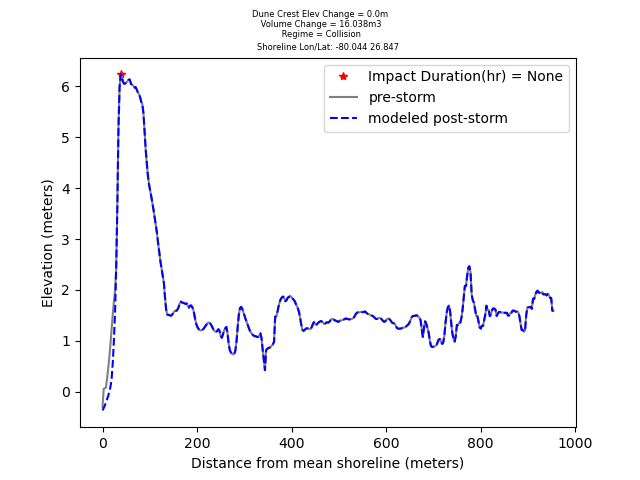 Dune Crest Elev Change = 0.0m
Volume Change = 16.038m
Regime = Collision
Shoreline Lon/Lat: -80.044 26.847
Impact Duration(hr) = None
pre-storm
modeled post-storm
Elevation (meters)
6
5
4
3
2
1
0
0 200 400 600 800 1000
Distance from mean shoreline (meters)